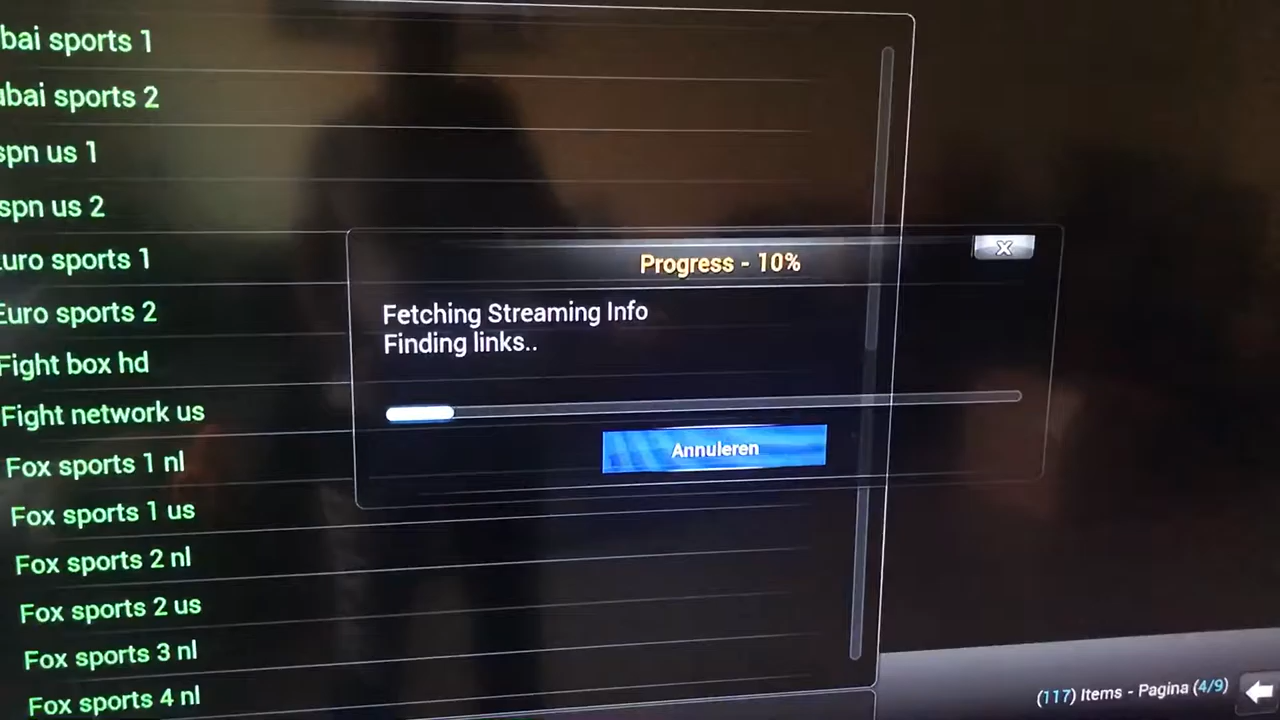 bai sports 1
ubai sports 2
spn us 1
spn us 2
Euro sports 1
Euro sports 2
Fight box hd
Fight network us
Fox sports 1 nl
Fox sports 1 us
Fox sports 2 nl
Fox sports 2 us
Fox sports 3 nl
Fox sports 4 nl
Progress - 10%
X
Fetching Streaming Info
Finding links..
Annuleren
(117) Items - Pagina (4/9)